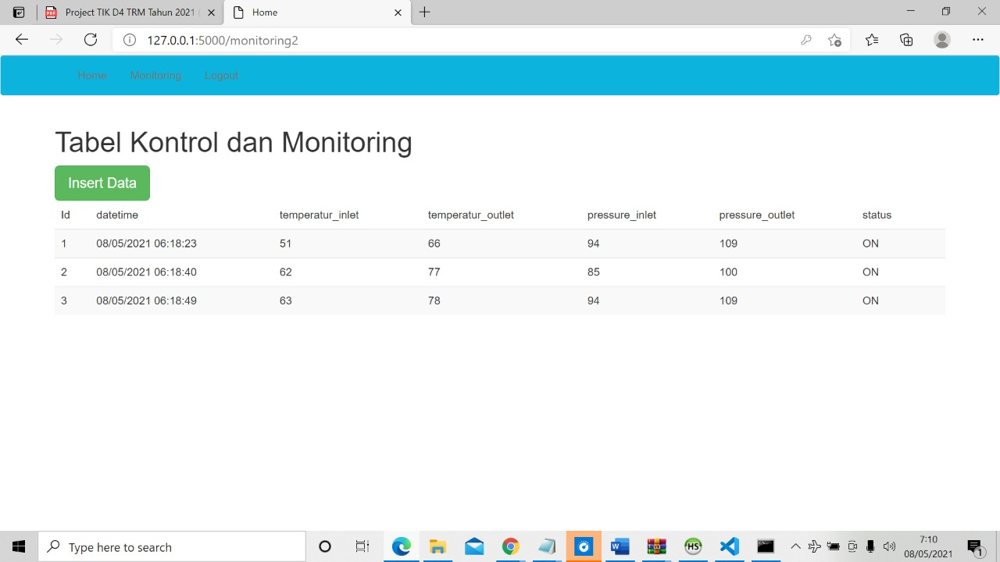 Project TIK D4 TRM Tahun 2021
Home
127.0.0.1:5000/monitoring2
Home Monitoring Logout
Tabel Kontrol dan Monitoring
Insert Data
Id datetime temperatur_inlet temperatur_outlet pressure_inlet pressure_outlet status
1 08/05/2021 06:18:23 51 66 94 109 ON
2 08/05/2021 06:18:40 62 77 85 100 ON
3 08/05/2021 06:18:49 63 78 94 109 ON
Type here to search
7:10
08/05/2021
1
PDF
W
HS